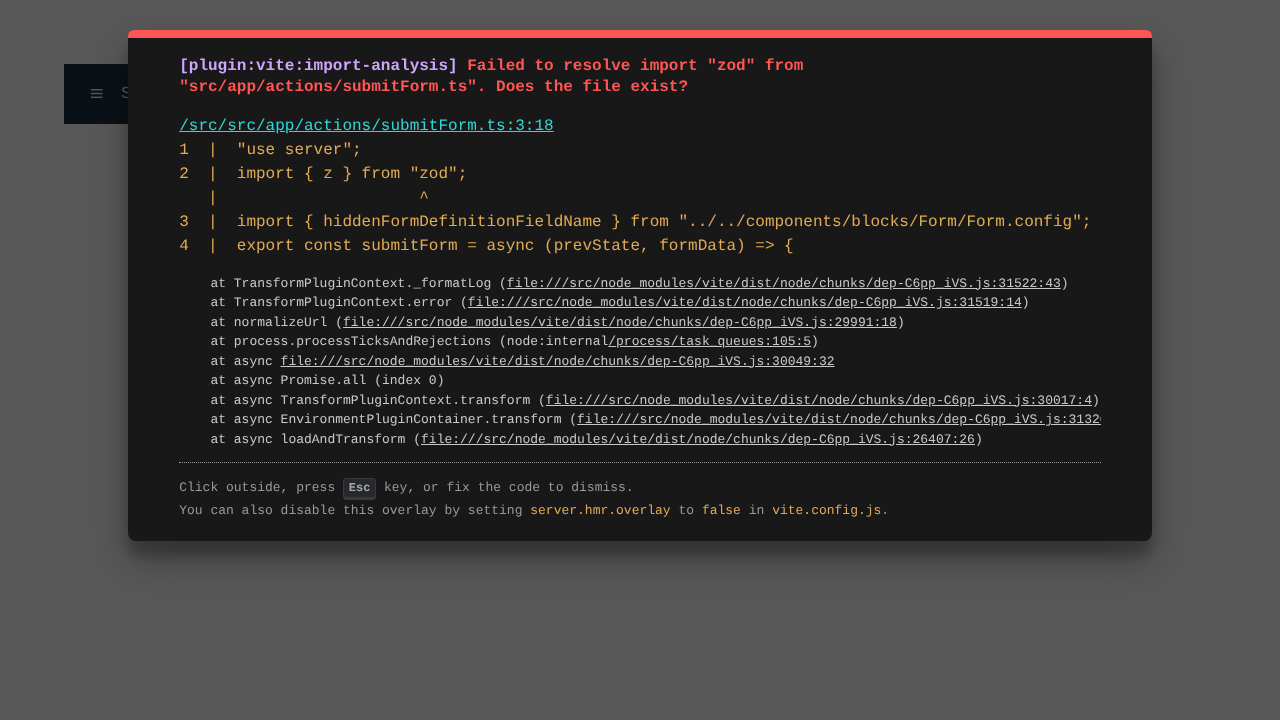 [plugin:vite:import-analysis] Failed to resolve import "zod" from
"src/app/actions/submitForm.ts". Does the file exist?
/src/src/app/actions/submitForm.ts:3:18
1  |  "use server";
2  |  import { z } from "zod";
   |                     ^
3  |  import { hiddenFormDefinitionFieldName } from "../../components/blocks/Form/Form.config";
4  |  export const submitForm = async (prevState, formData) => {
at TransformPluginContext._formatLog (file:///src/node_modules/vite/dist/node/chunks/dep-C6pp_iVS.js:31522:43)
at TransformPluginContext.error (file:///src/node_modules/vite/dist/node/chunks/dep-C6pp_iVS.js:31519:14)
at normalizeUrl (file:///src/node_modules/vite/dist/node/chunks/dep-C6pp_iVS.js:29991:18)
at process.processTicksAndRejections (node:internal/process/task_queues:105:5)
at async file:///src/node_modules/vite/dist/node/chunks/dep-C6pp_iVS.js:30049:32
at async Promise.all (index 0)
at async TransformPluginContext.transform (file:///src/node_modules/vite/dist/node/chunks/dep-C6pp_iVS.js:30017:4)
at async EnvironmentPluginContainer.transform (file:///src/node_modules/vite/dist/node/chunks/dep-C6pp_iVS.js:3132
at async loadAndTransform (file:///src/node_modules/vite/dist/node/chunks/dep-C6pp_iVS.js:26407:26)
Click outside, press Esc key, or fix the code to dismiss.
You can also disable this overlay by setting server.hmr.overlay to false in vite.config.js.